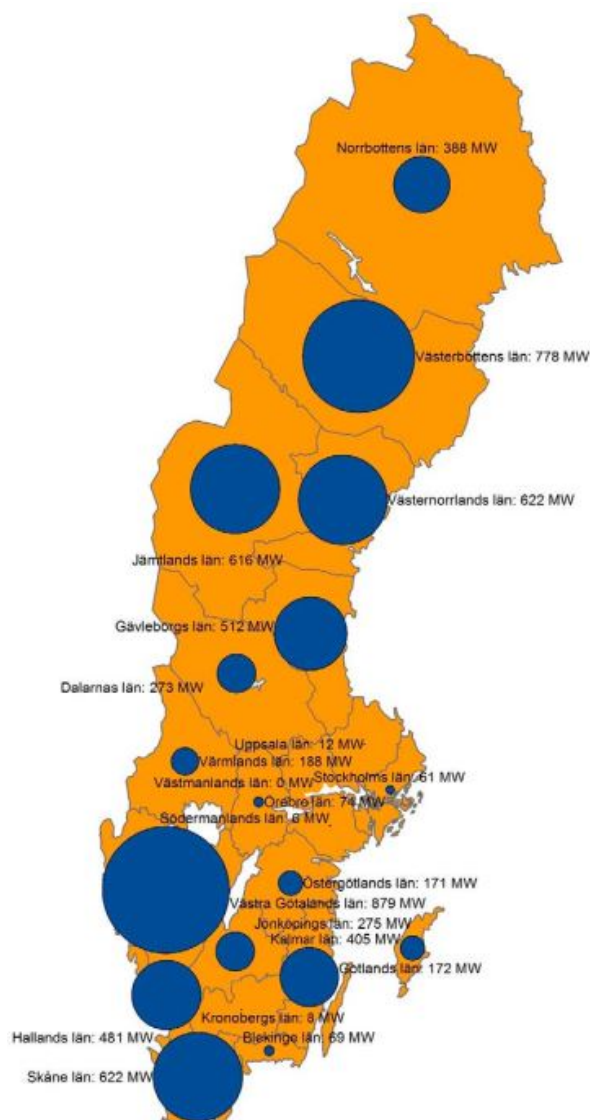 Norrbottens län: 388 MW
Västerbottens län: 778 MW
Västernorrlands län: 622 MW
Jämtlands län: 616 MW
Gävleborgs län: 512 MW
Dalarnas län: 273 MW
Uppsala län: 12 MW
Värmlands län: 188 MW
Stockholms län: 61 MW
Västmanlands län: 0 MW
Örebro län: 74 MW
Södermanlands län: 6 MW
Östergötlands län: 171 MW
Västra Götalands län: 879 MW
Jönköpings län: 275 MW
Kalmar län: 405 MW
Gotlands län: 172 MW
Kronobergs län: 8 MW
Hallands län: 481 MW
Blekinge län: 69 MW
Skåne län: 622 MW